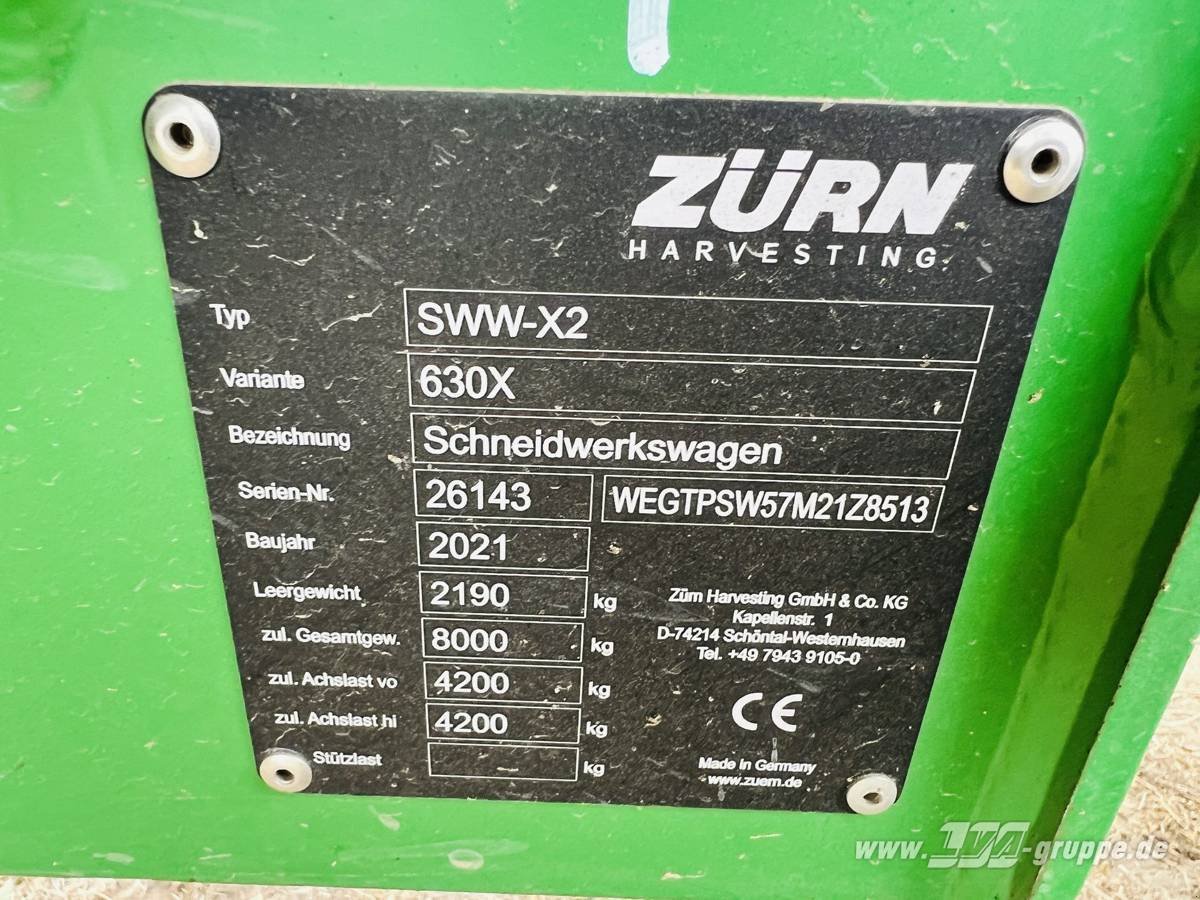 ZÜRN
HARVESTING
Typ SWW-X2
Variante 630X
Bezeichnung Schneidwerkswagen
Serien-Nr. 26143 WEGTPSW57M21Z8513
Baujahr 2021
Leergewicht 2190 kg
zul. Gesamtgew. 8000 kg
zul. Achslast vo 4200 kg
zul. Achslast hi 4200 kg
Stützlast kg
Zürn Harvesting GmbH & Co. KG
Kapellenstr. 1
D-74214 Schöntal-Westernhausen
Tel. +49 7943 9105-0
CE
Made in Germany
www.zuern.de
www.LVA-gruppe.de